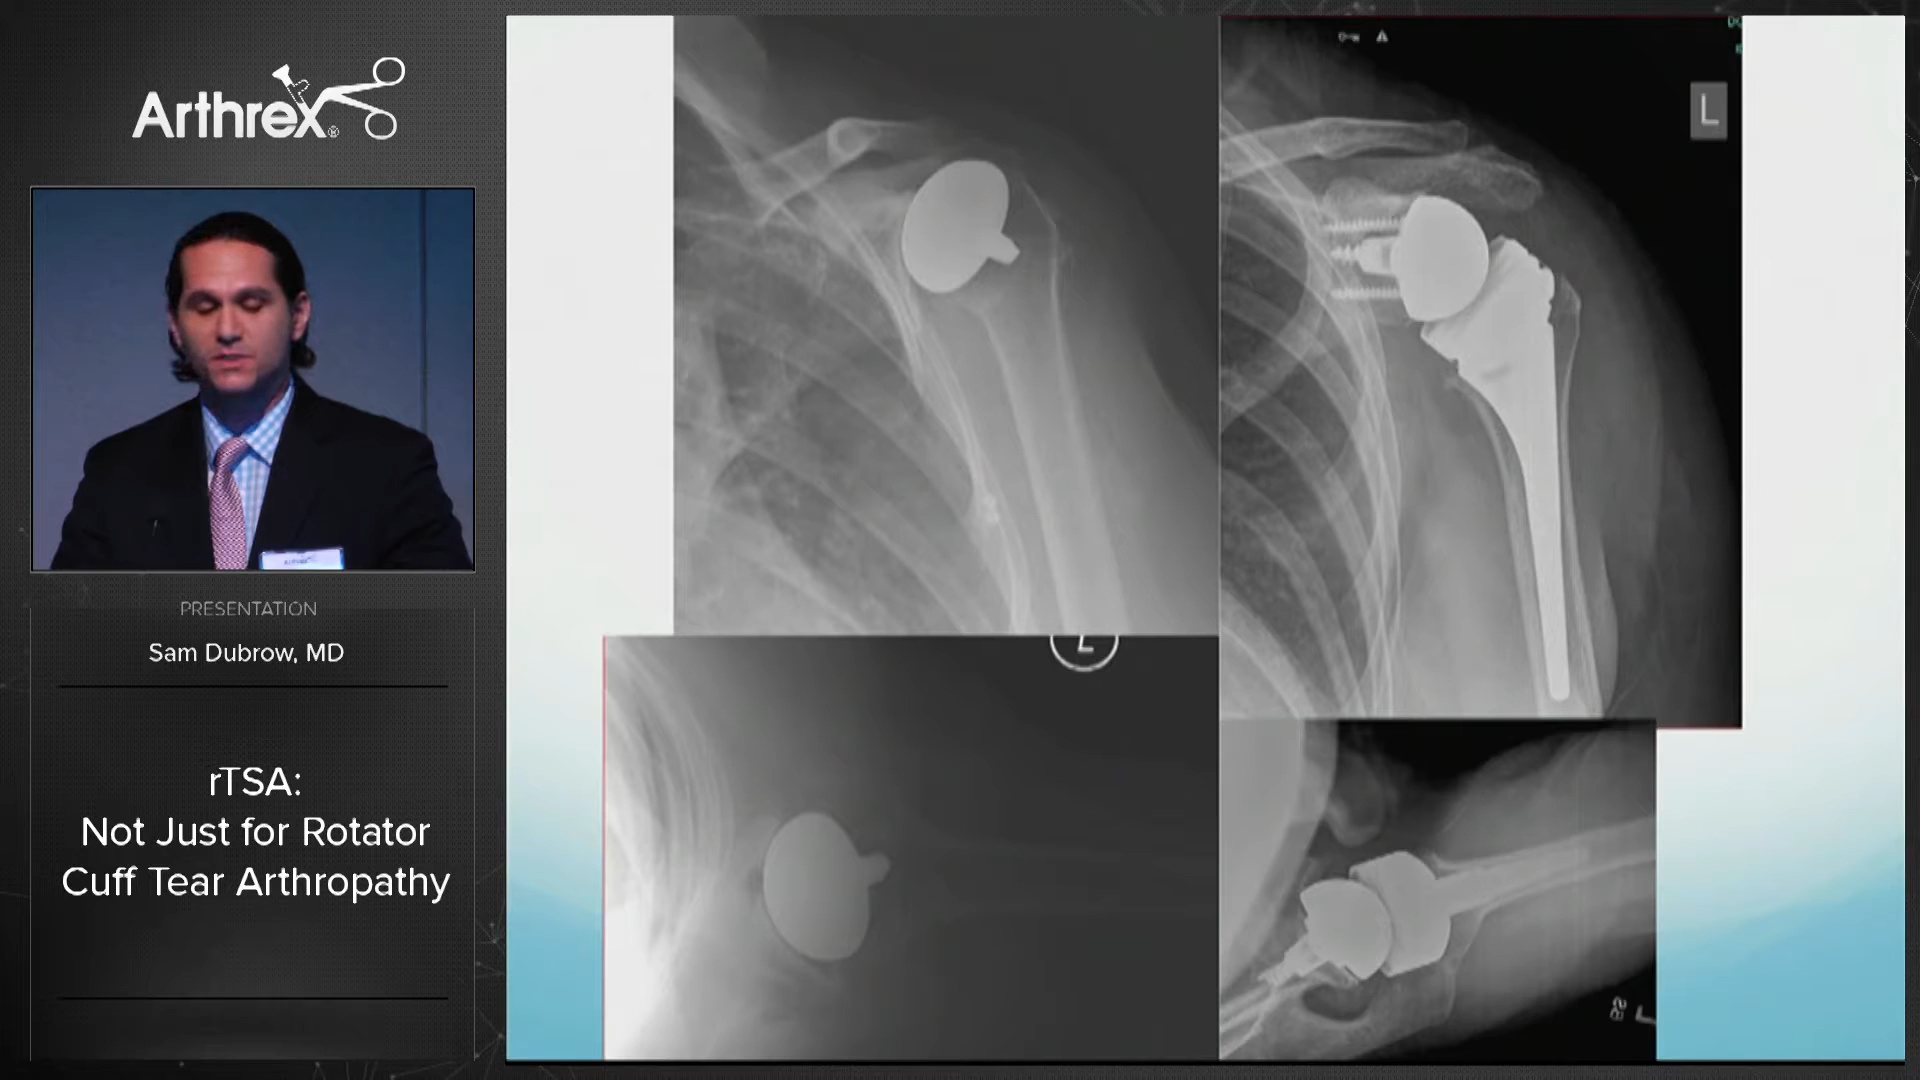 Arthrex®
PRESENTATION
Sam Dubrow, MD
rTSA:
Not Just for Rotator
Cuff Tear Arthropathy
L
L
L